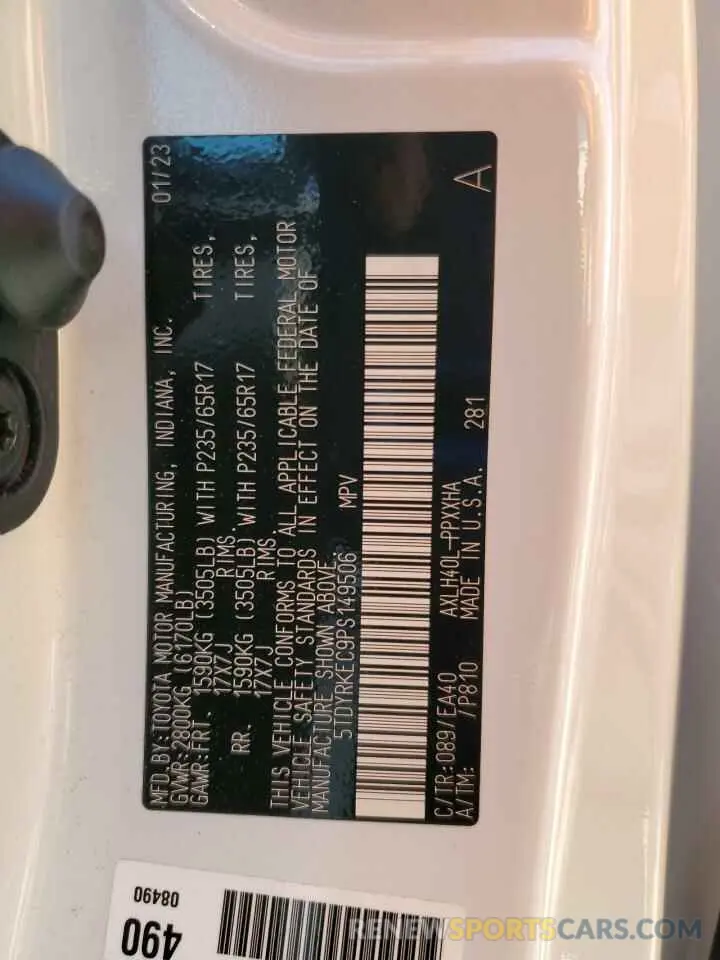 MFD. BY:TOYOTA MOTOR MANUFACTURING, INDIANA, INC. 01/23
GVWR:2800KG (6170LB)
GAWR:FRT. 1590KG (3505LB) WITH P235/65R17 TIRES,
17X7J RIMS.
RR. 1590KG (3505LB) WITH P235/65R17 TIRES,
17X7J RIMS
THIS VEHICLE CONFORMS TO ALL APPLICABLE FEDERAL MOTOR
VEHICLE SAFETY STANDARDS IN EFFECT ON THE DATE OF
MANUFACTURE SHOWN ABOVE.
5TDYRKEC9PS149506 MPV
A
C/TR:089/EA40 AXLH40L-PPXXHA
A/TM: /P810 MADE IN U.S.A. 281
490
08490
RENEWSPORTSCARS.COM